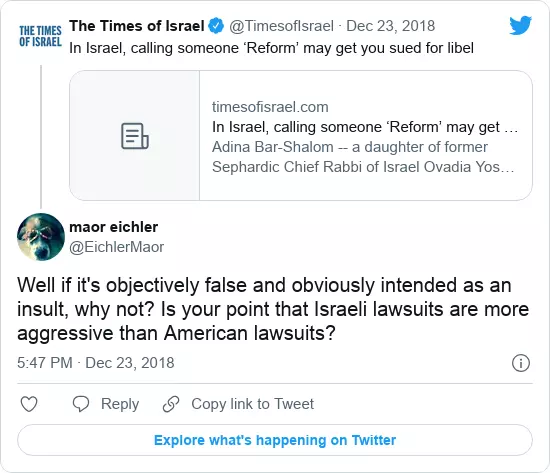 THE TIMES
OF ISRAEL
The Times of Israel @TimesofIsrael · Dec 23, 2018
In Israel, calling someone ‘Reform’ may get you sued for libel
timesofisrael.com
In Israel, calling someone ‘Reform’ may get …
Adina Bar-Shalom -- a daughter of former
Sephardic Chief Rabbi of Israel Ovadia Yos…
maor eichler
@EichlerMaor
Well if it's objectively false and obviously intended as an
insult, why not? Is your point that Israeli lawsuits are more
aggressive than American lawsuits?
5:47 PM · Dec 23, 2018
Reply
Copy link to Tweet
Explore what's happening on Twitter